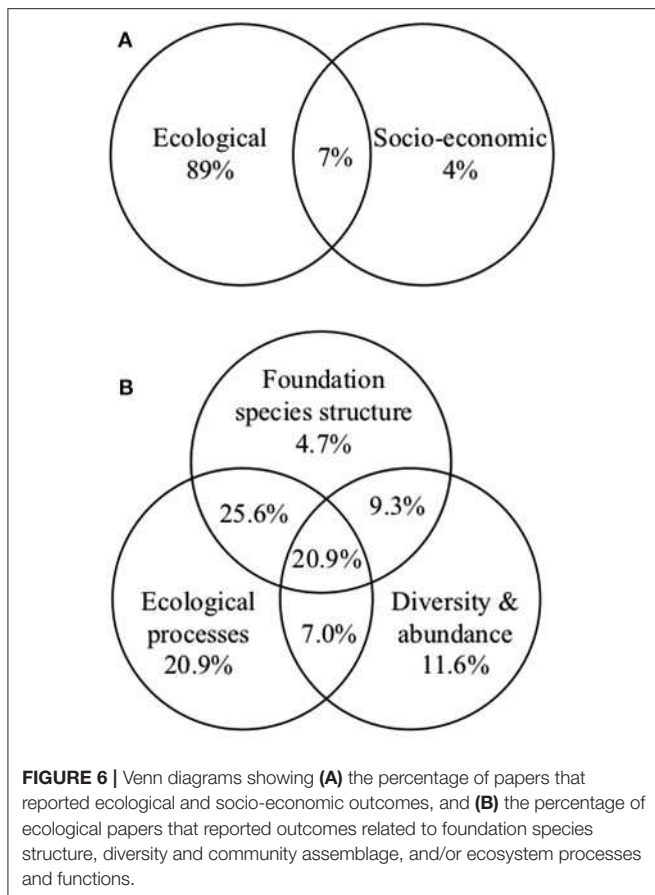 A
Ecological
89%
7%
Socio-economic
4%
B
Foundation
species structure
4.7%
25.6%
9.3%
20.9%
Ecological
processes
20.9%
7.0%
Diversity &
abundance
11.6%
FIGURE 6 | Venn diagrams showing (A) the percentage of papers that
reported ecological and socio-economic outcomes, and (B) the percentage of
ecological papers that reported outcomes related to foundation species
structure, diversity and community assemblage, and/or ecosystem processes
and functions.